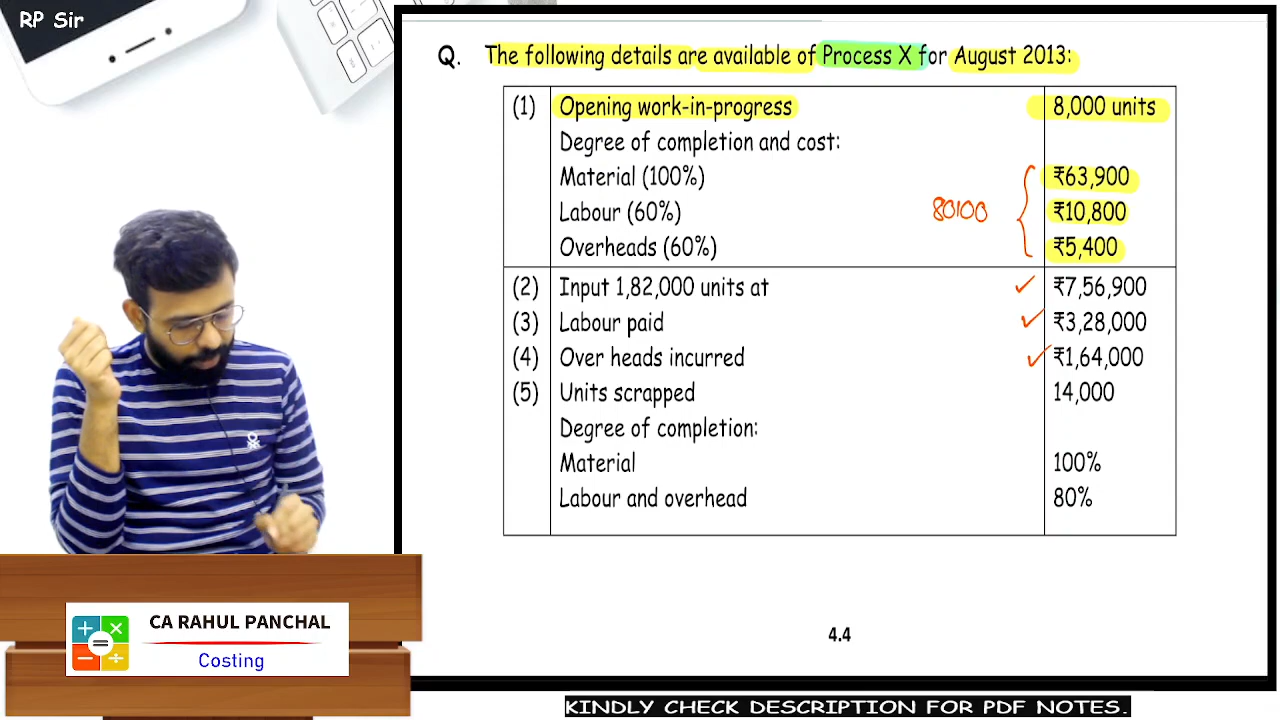 RP Sir
Q. The following details are available of Process X for August 2013:
(1) Opening work-in-progress 8,000 units
Degree of completion and cost:
Material (100%) ₹63,900
Labour (60%) 80100 ₹10,800
Overheads (60%) ₹5,400
(2) Input 1,82,000 units at ₹7,56,900
(3) Labour paid ₹3,28,000
(4) Over heads incurred ₹1,64,000
(5) Units scrapped 14,000
Degree of completion:
Material 100%
Labour and overhead 80%
4.4
CA RAHUL PANCHAL
Costing
KINDLY CHECK DESCRIPTION FOR PDF NOTES.